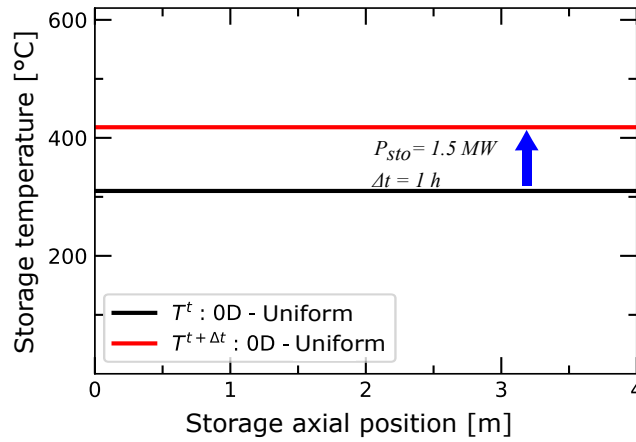 600
400
200
Storage temperature [°C]
P_sto = 1.5 MW
Δt = 1 h
T^t : 0D - Uniform
T^{t + Δt} : 0D - Uniform
0 1 2 3 4
Storage axial position [m]